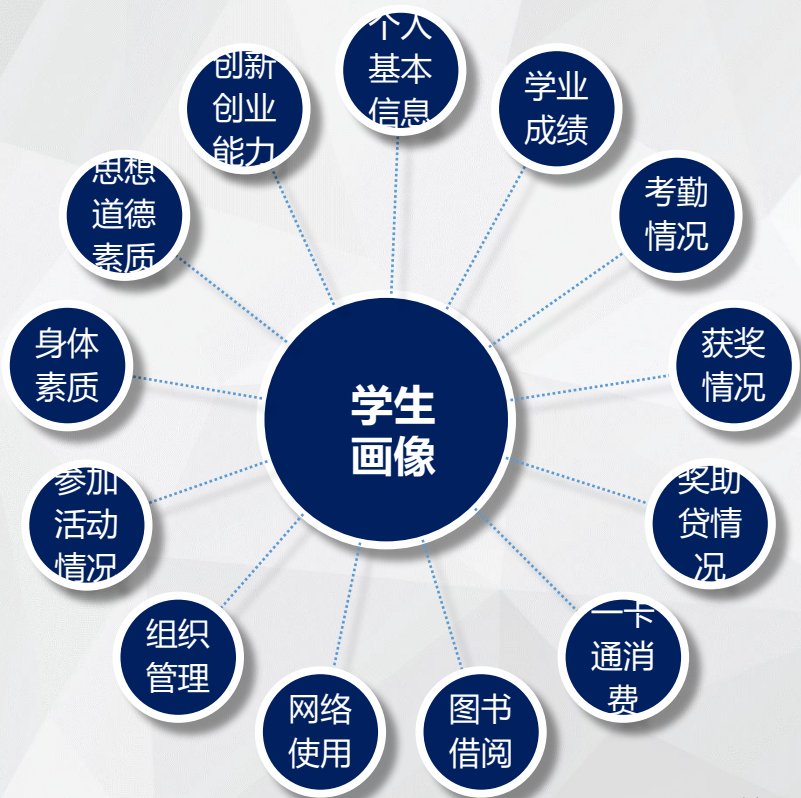 个人
基本
信息
学业
成绩
考勤
情况
获奖
情况
奖助
贷情
况
一卡
通消
费
图书
借阅
网络
使用
组织
管理
参加
活动
情况
身体
素质
思想
道德
素质
创新
创业
能力
学生
画像